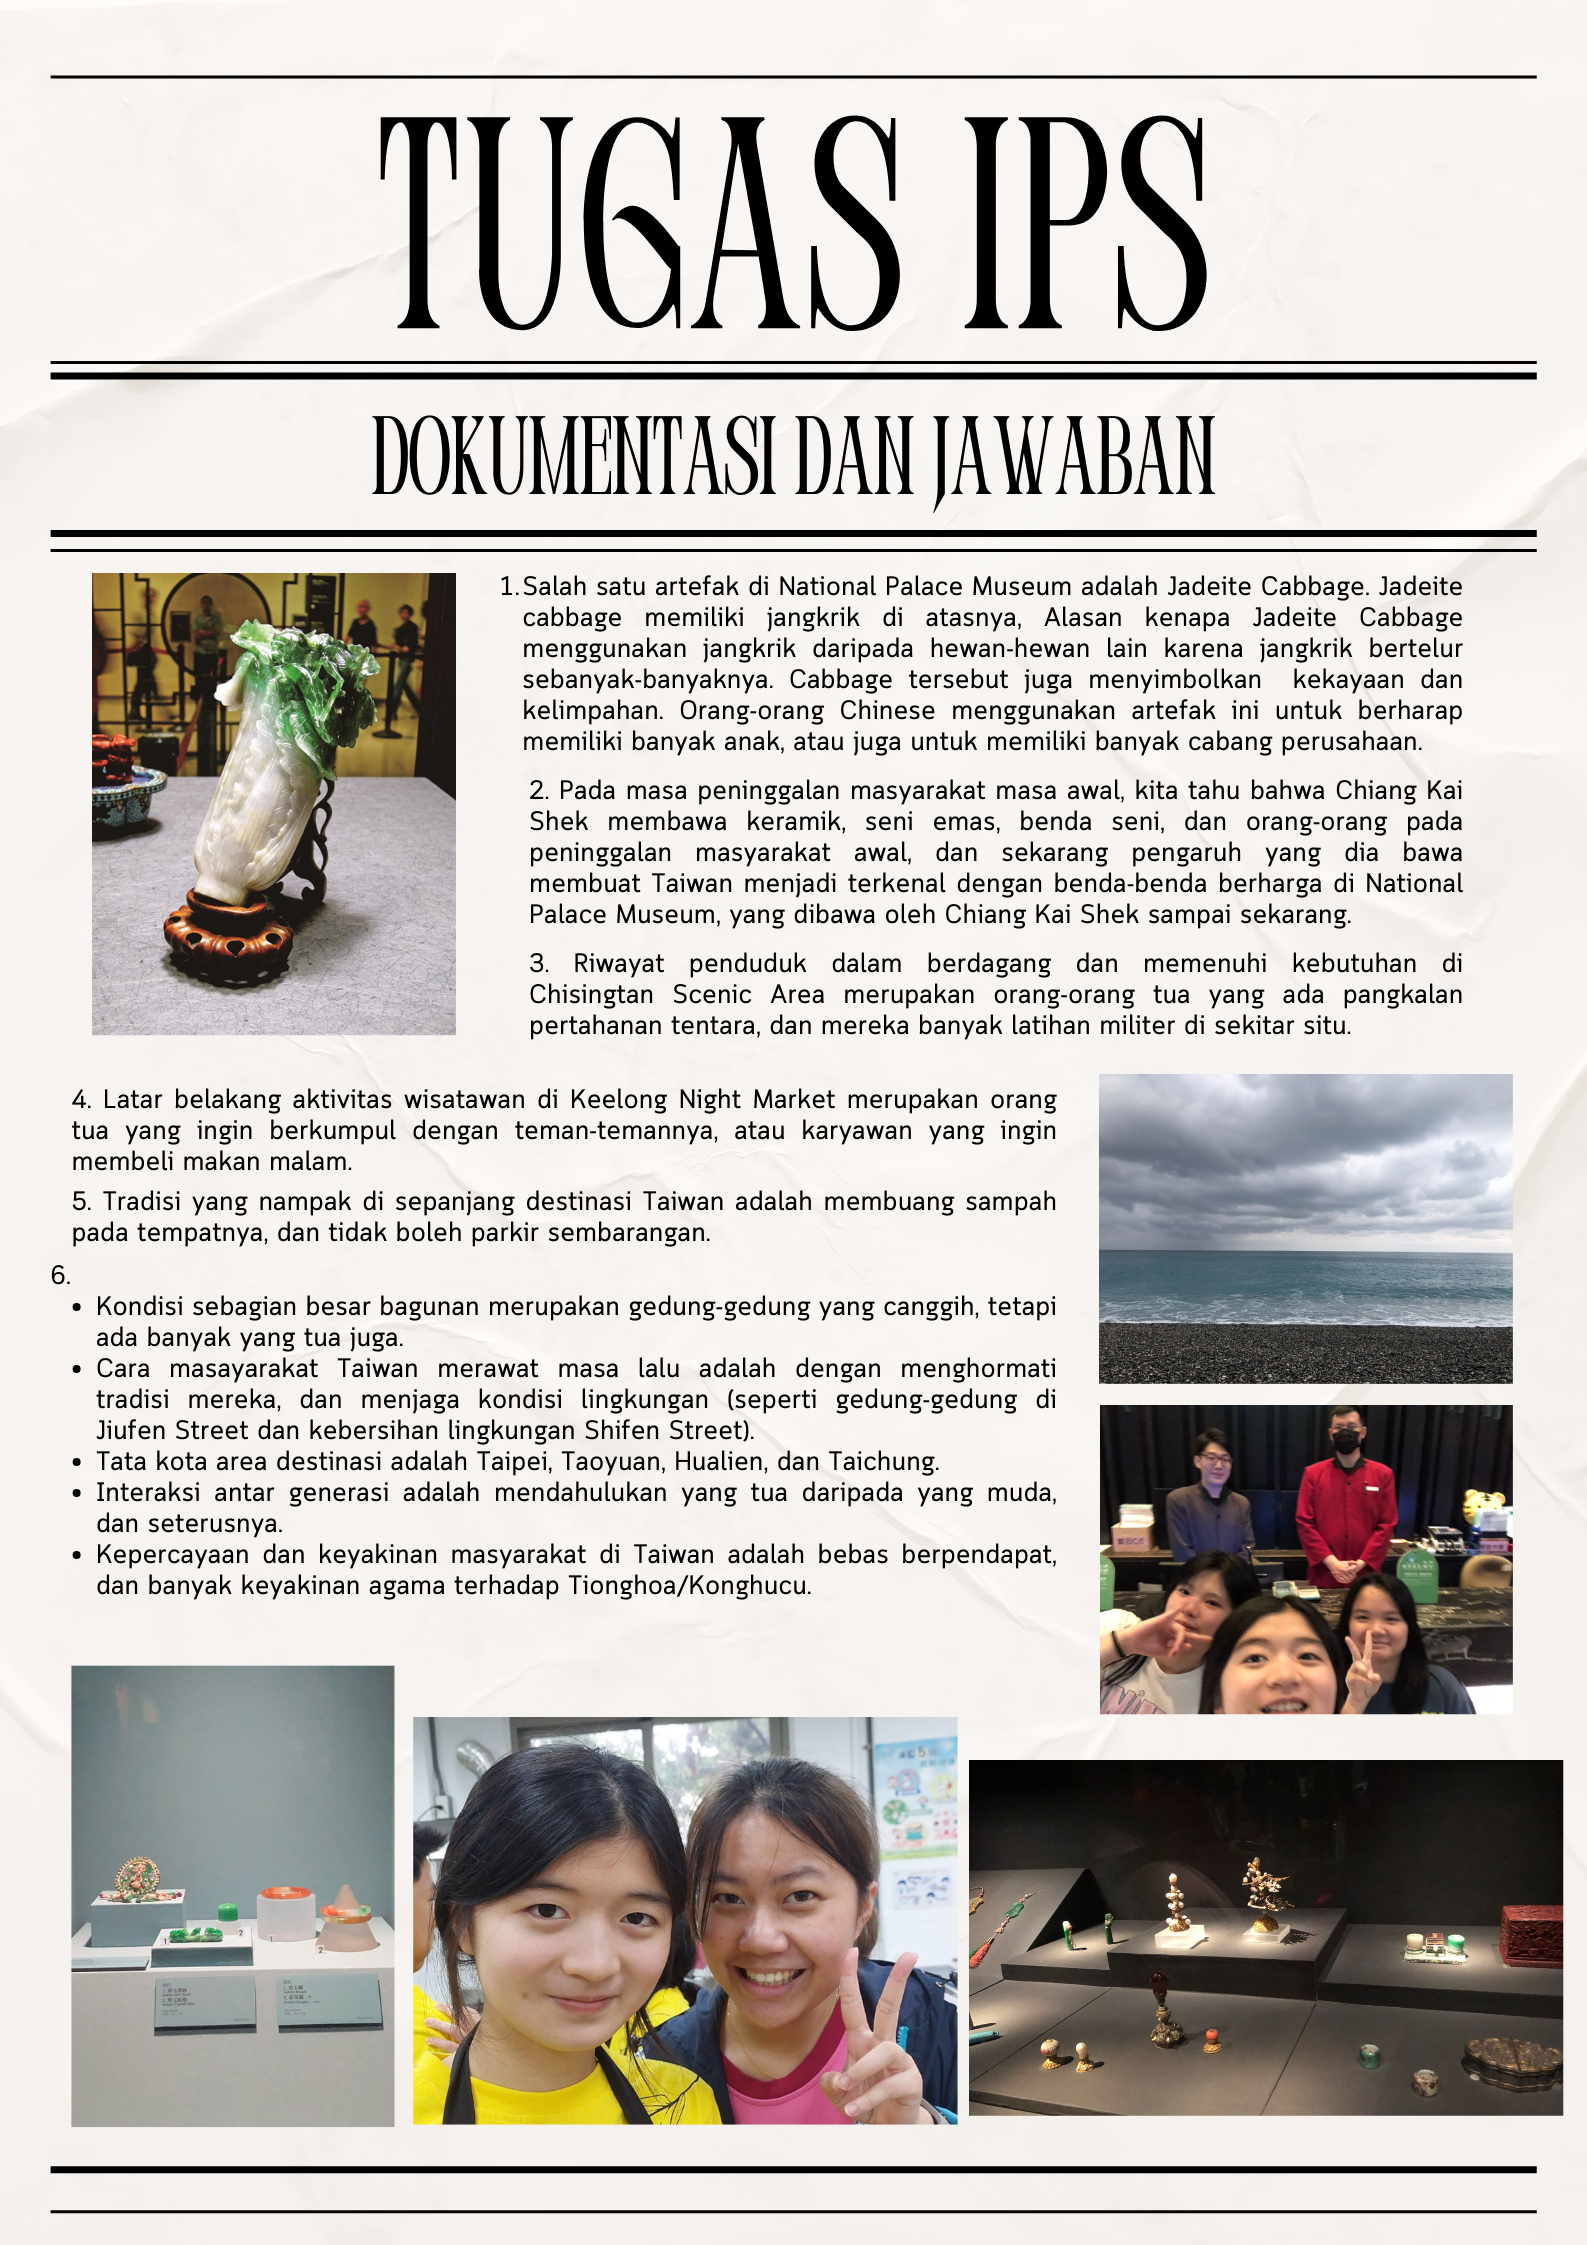 TUGAS IPS
DOKUMENTASI DAN JAWABAN
1. Salah satu artefak di National Palace Museum adalah Jadeite Cabbage. Jadeite
cabbage memiliki jangkrik di atasnya, Alasan kenapa Jadeite Cabbage
menggunakan jangkrik daripada hewan-hewan lain karena jangkrik bertelur
sebanyak-banyaknya. Cabbage tersebut juga menyimbolkan kekayaan dan
kelimpahan. Orang-orang Chinese menggunakan artefak ini untuk berharap
memiliki banyak anak, atau juga untuk memiliki banyak cabang perusahaan.
2. Pada masa peninggalan masyarakat masa awal, kita tahu bahwa Chiang Kai
Shek membawa keramik, seni emas, benda seni, dan orang-orang pada
peninggalan masyarakat awal, dan sekarang pengaruh yang dia bawa
membuat Taiwan menjadi terkenal dengan benda-benda berharga di National
Palace Museum, yang dibawa oleh Chiang Kai Shek sampai sekarang.
3. Riwayat penduduk dalam berdagang dan memenuhi kebutuhan di
Chisingtan Scenic Area merupakan orang-orang tua yang ada pangkalan
pertahanan tentara, dan mereka banyak latihan militer di sekitar situ.
4. Latar belakang aktivitas wisatawan di Keelong Night Market merupakan orang
tua yang ingin berkumpul dengan teman-temannya, atau karyawan yang ingin
membeli makan malam.
5. Tradisi yang nampak di sepanjang destinasi Taiwan adalah membuang sampah
pada tempatnya, dan tidak boleh parkir sembarangan.
6.
• Kondisi sebagian besar bagunan merupakan gedung-gedung yang canggih, tetapi
ada banyak yang tua juga.
• Cara masayarakat Taiwan merawat masa lalu adalah dengan menghormati
tradisi mereka, dan menjaga kondisi lingkungan (seperti gedung-gedung di
Jiufen Street dan kebersihan lingkungan Shifen Street).
• Tata kota area destinasi adalah Taipei, Taoyuan, Hualien, dan Taichung.
• Interaksi antar generasi adalah mendahulukan yang tua daripada yang muda,
dan seterusnya.
• Kepercayaan dan keyakinan masyarakat di Taiwan adalah bebas berpendapat,
dan banyak keyakinan agama terhadap Tionghoa/Konghucu.